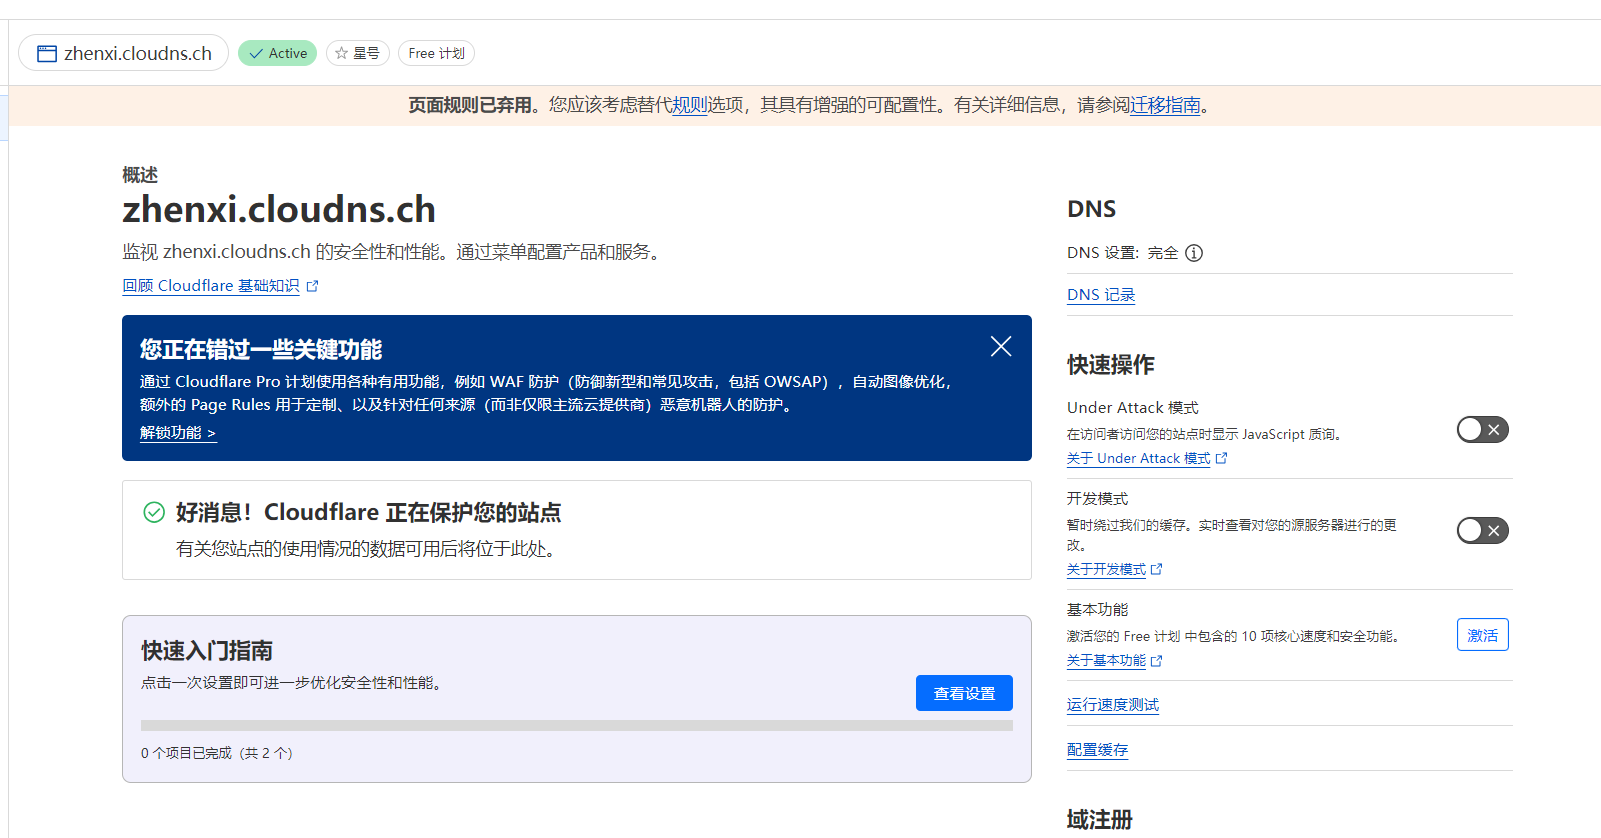 zhenxi.cloudns.ch
Active
星号
Free 计划
页面规则已弃用。您应该考虑替代规则选项，其具有增强的可配置性。有关详细信息，请参阅迁移指南。
概述
zhenxi.cloudns.ch
监视 zhenxi.cloudns.ch 的安全性和性能。通过菜单配置产品和服务。
回顾 Cloudflare 基础知识
您正在错过一些关键功能
通过 Cloudflare Pro 计划使用各种有用功能，例如 WAF 防护（防御新型和常见攻击，包括 OWSAP），自动图像优化，
额外的 Page Rules 用于定制、以及针对任何来源（而非仅限主流云提供商）恶意机器人的防护。
解锁功能 >
好消息！Cloudflare 正在保护您的站点
有关您站点的使用情况的数据可用后将位于此处。
快速入门指南
点击一次设置即可进一步优化安全性和性能。
查看设置
0 个项目已完成（共 2 个）
DNS
DNS 设置: 完全
DNS 记录
快速操作
Under Attack 模式
在访问者访问您的站点时显示 JavaScript 质询。
关于 Under Attack 模式
开发模式
暂时绕过我们的缓存。实时查看对您的源服务器进行的更
改。
关于开发模式
基本功能
激活您的 Free 计划 中包含的 10 项核心速度和安全功能。
激活
关于基本功能
运行速度测试
配置缓存
域注册